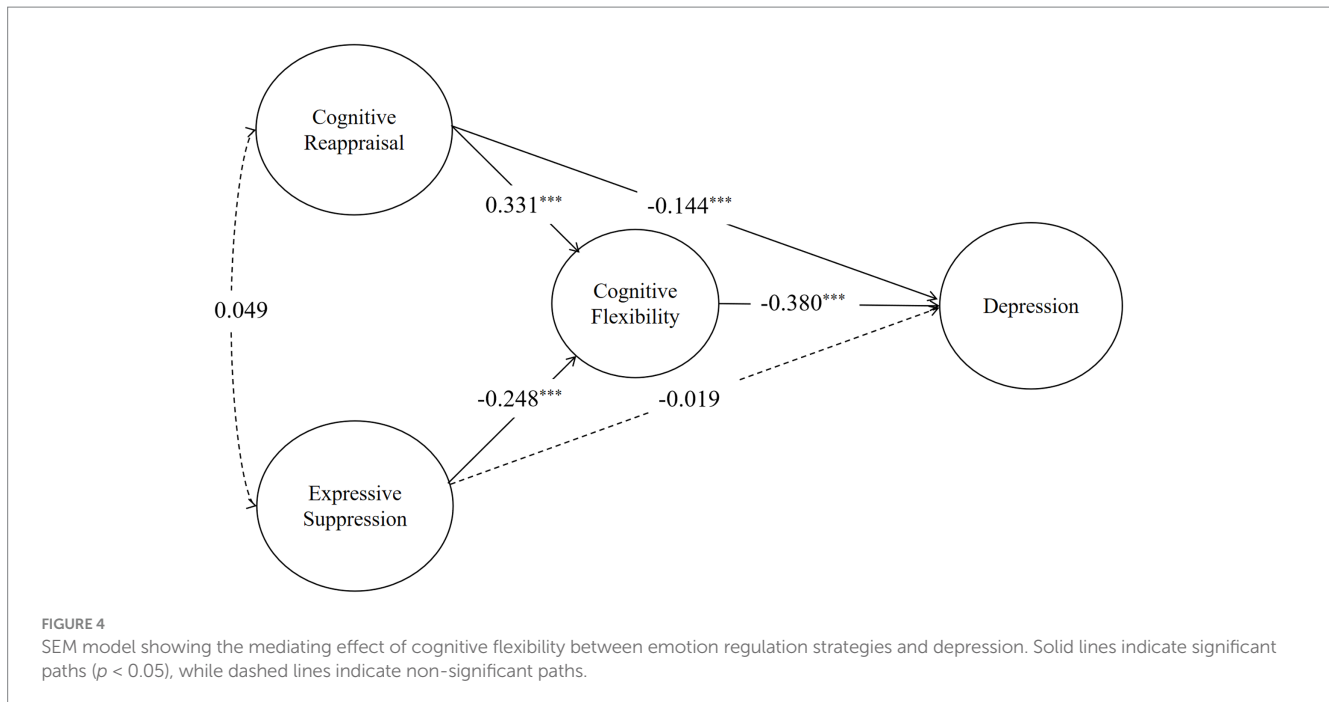 Cognitive
Reappraisal
0.331***
-0.144***
Cognitive
Flexibility
-0.380***
Depression
0.049
-0.248***
-0.019
Expressive
Suppression
FIGURE 4
SEM model showing the mediating effect of cognitive flexibility between emotion regulation strategies and depression. Solid lines indicate significant
paths (p < 0.05), while dashed lines indicate non-significant paths.